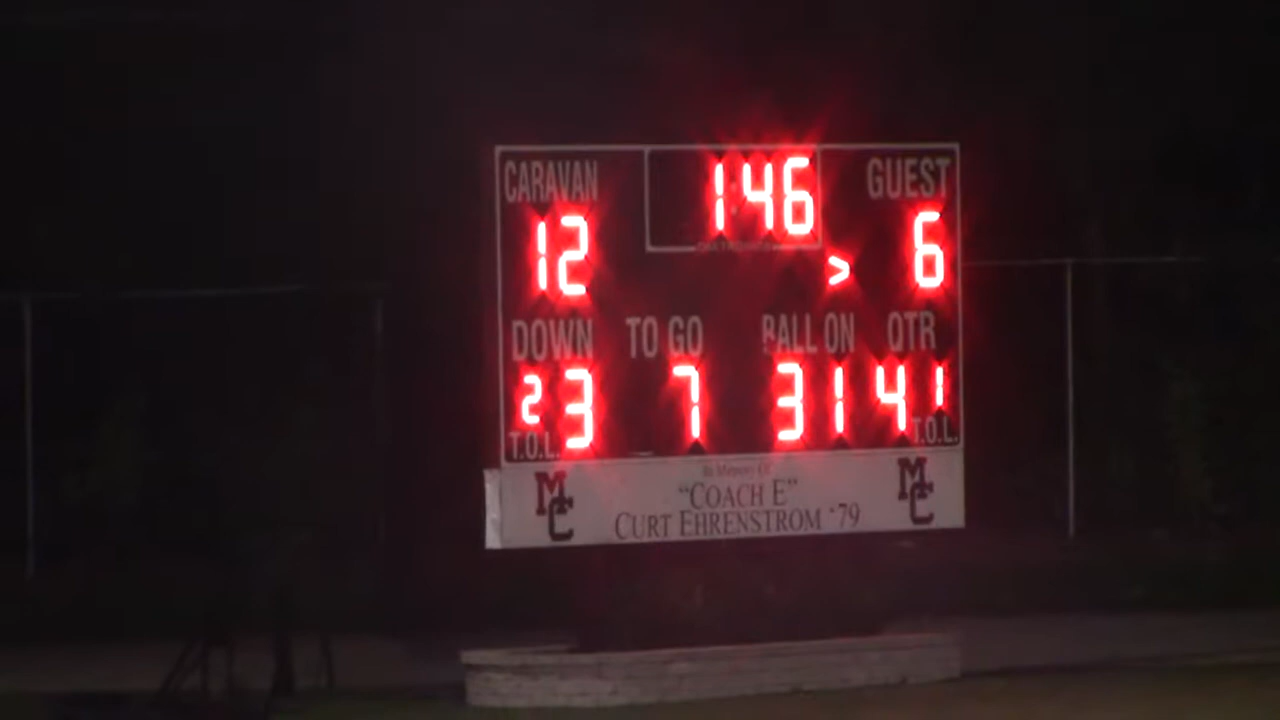 CARAVAN 1:46 GUEST
12 > 6
DOWN TO GO BALL ON QTR
2 3 7 31 4 1
T.O.L. T.O.L.
In Memory Of
MC "COACH E" MC
CURT EHRENSTROM '79